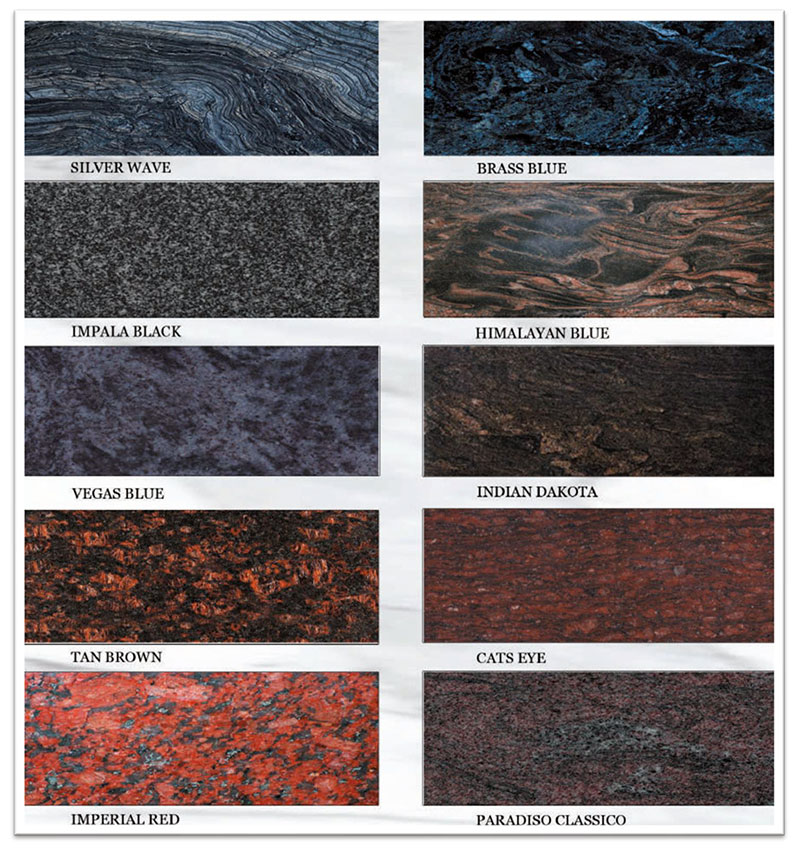 SILVER WAVE
BRASS BLUE
IMPALA BLACK
HIMALAYAN BLUE
VEGAS BLUE
INDIAN DAKOTA
TAN BROWN
CATS EYE
IMPERIAL RED
PARADISO CLASSICO